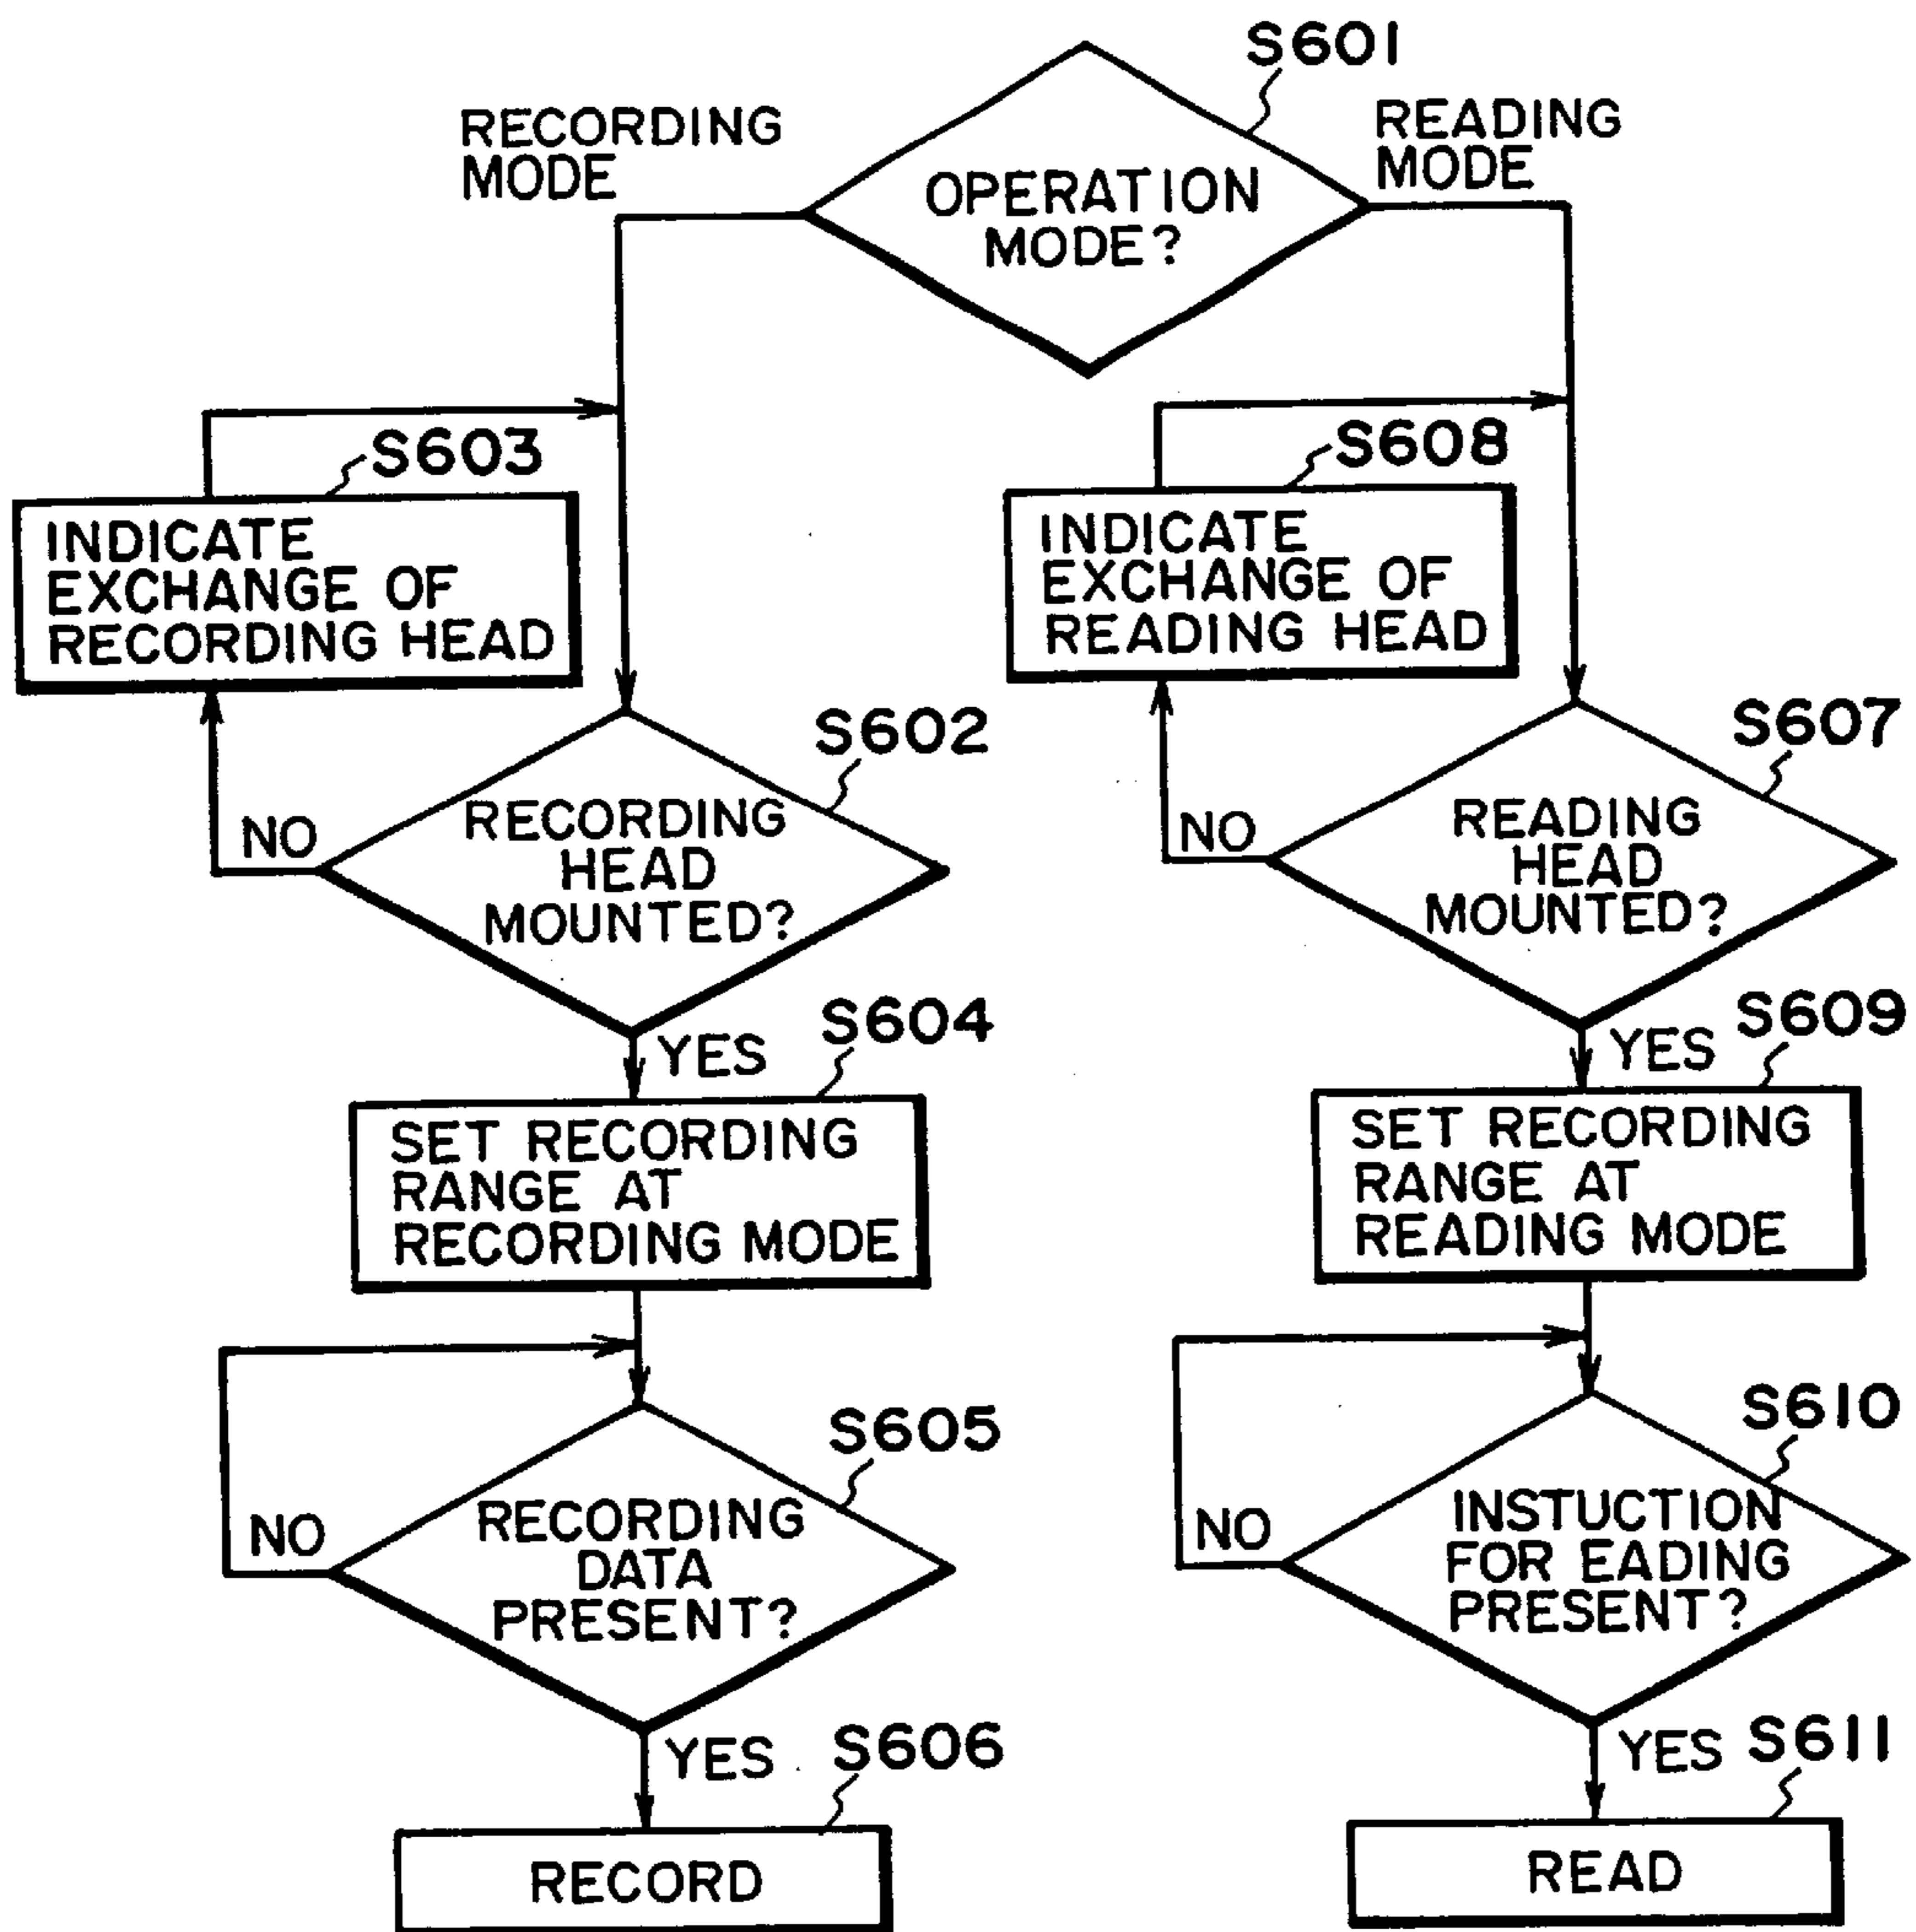 S601
RECORDING
MODE
READING
MODE
OPERATION
MODE?
S603
INDICATE
EXCHANGE OF
RECORDING HEAD
S608
INDICATE
EXCHANGE OF
READING HEAD
S602
NO
RECORDING
HEAD
MOUNTED?
S607
NO
READING
HEAD
MOUNTED?
YES
S604
SET RECORDING
RANGE AT
RECORDING MODE
YES
S609
SET RECORDING
RANGE AT
READING MODE
S605
NO
RECORDING
DATA
PRESENT?
S610
NO
INSTUCTION
FOR EADING
PRESENT?
YES
S606
RECORD
YES
S611
READ